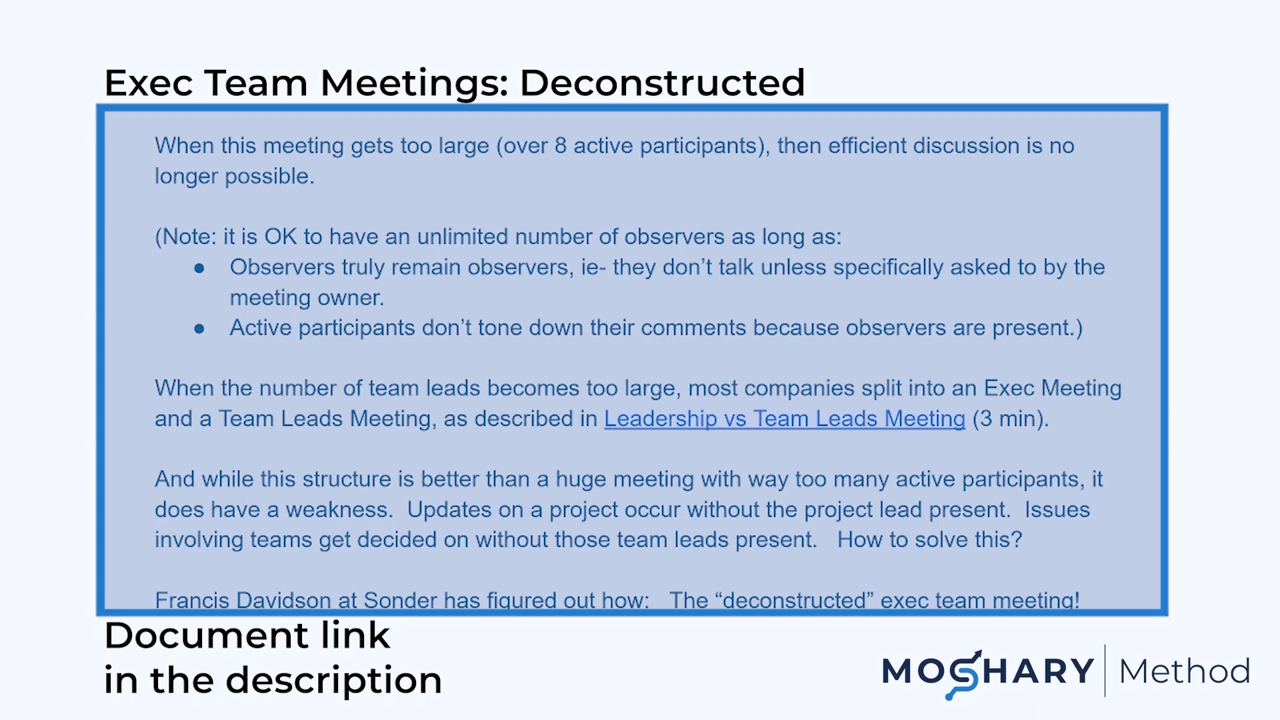 Exec Team Meetings: Deconstructed
When this meeting gets too large (over 8 active participants), then efficient discussion is no
longer possible.
(Note: it is OK to have an unlimited number of observers as long as:
● Observers truly remain observers, ie- they don’t talk unless specifically asked to by the
meeting owner.
● Active participants don’t tone down their comments because observers are present.)
When the number of team leads becomes too large, most companies split into an Exec Meeting
and a Team Leads Meeting, as described in Leadership vs Team Leads Meeting (3 min).
And while this structure is better than a huge meeting with way too many active participants, it
does have a weakness.  Updates on a project occur without the project lead present.  Issues
involving teams get decided on without those team leads present.   How to solve this?
Francis Davidson at Sonder has figured out how:   The “deconstructed” exec team meeting!
Document link
in the description
MOSHARY | Method